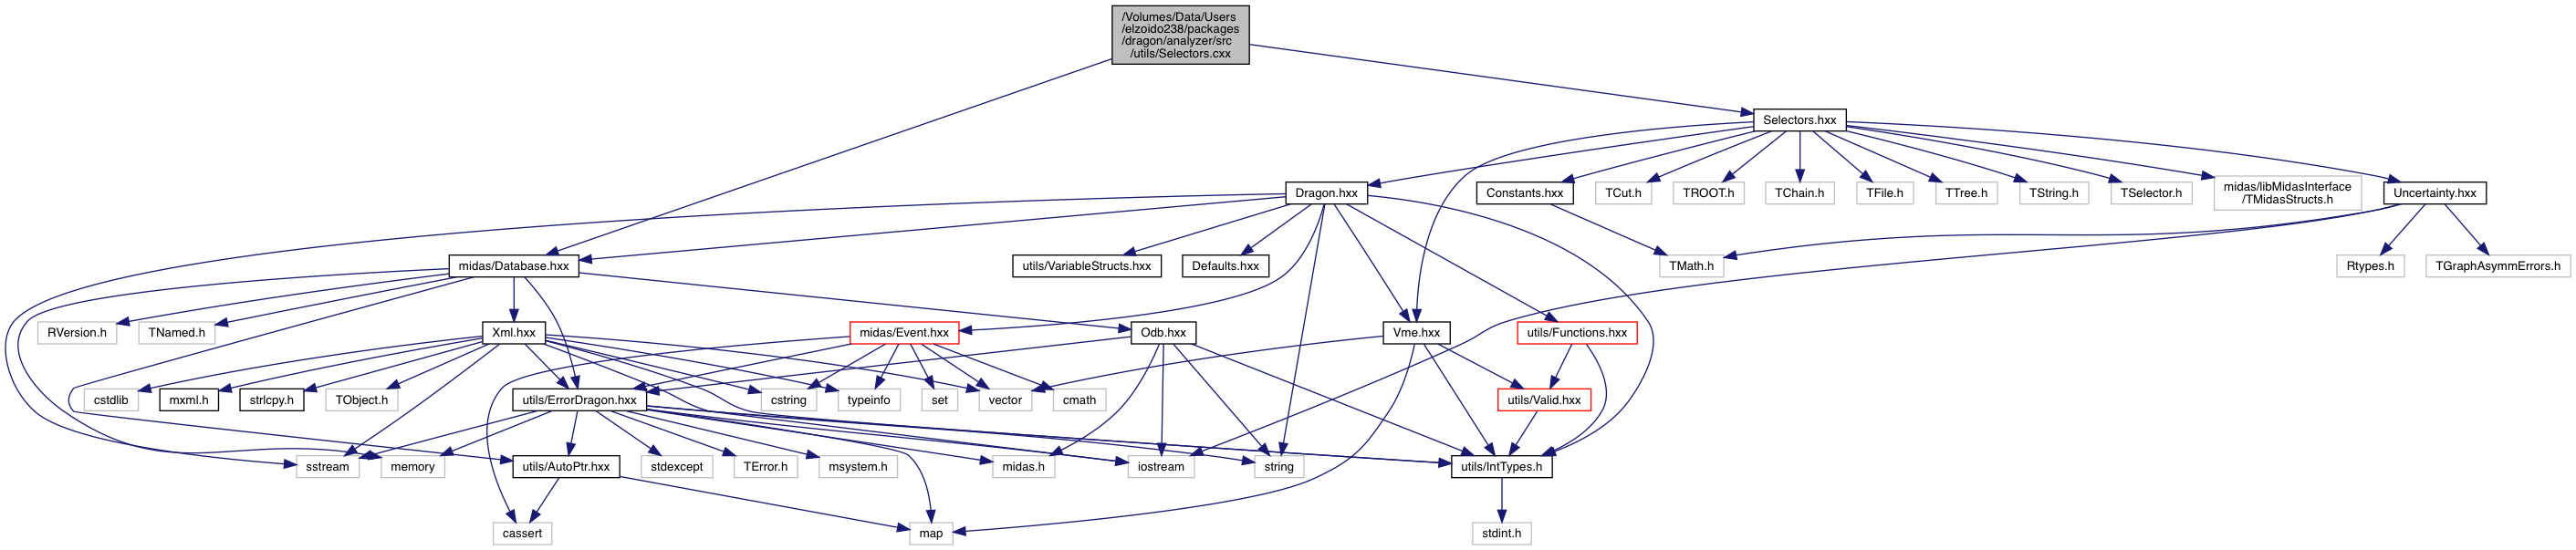 /Volumes/Data/Users
/elzoido238/packages
/dragon/analyzer/src
/utils/Selectors.cxx
Selectors.hxx
Dragon.hxx
Constants.hxx
TCut.h
TROOT.h
TChain.h
TFile.h
TTree.h
TString.h
TSelector.h
midas/libMidasInterface
/TMidasStructs.h
Uncertainty.hxx
midas/Database.hxx
utils/VariableStructs.hxx
Defaults.hxx
TMath.h
Rtypes.h
TGraphAsymmErrors.h
RVersion.h
TNamed.h
Xml.hxx
midas/Event.hxx
Odb.hxx
Vme.hxx
utils/Functions.hxx
cstdlib
mxml.h
strlcpy.h
TObject.h
utils/ErrorDragon.hxx
cstring
typeinfo
set
vector
cmath
utils/Valid.hxx
sstream
memory
utils/AutoPtr.hxx
stdexcept
TError.h
msystem.h
midas.h
iostream
string
utils/IntTypes.h
cassert
map
stdint.h